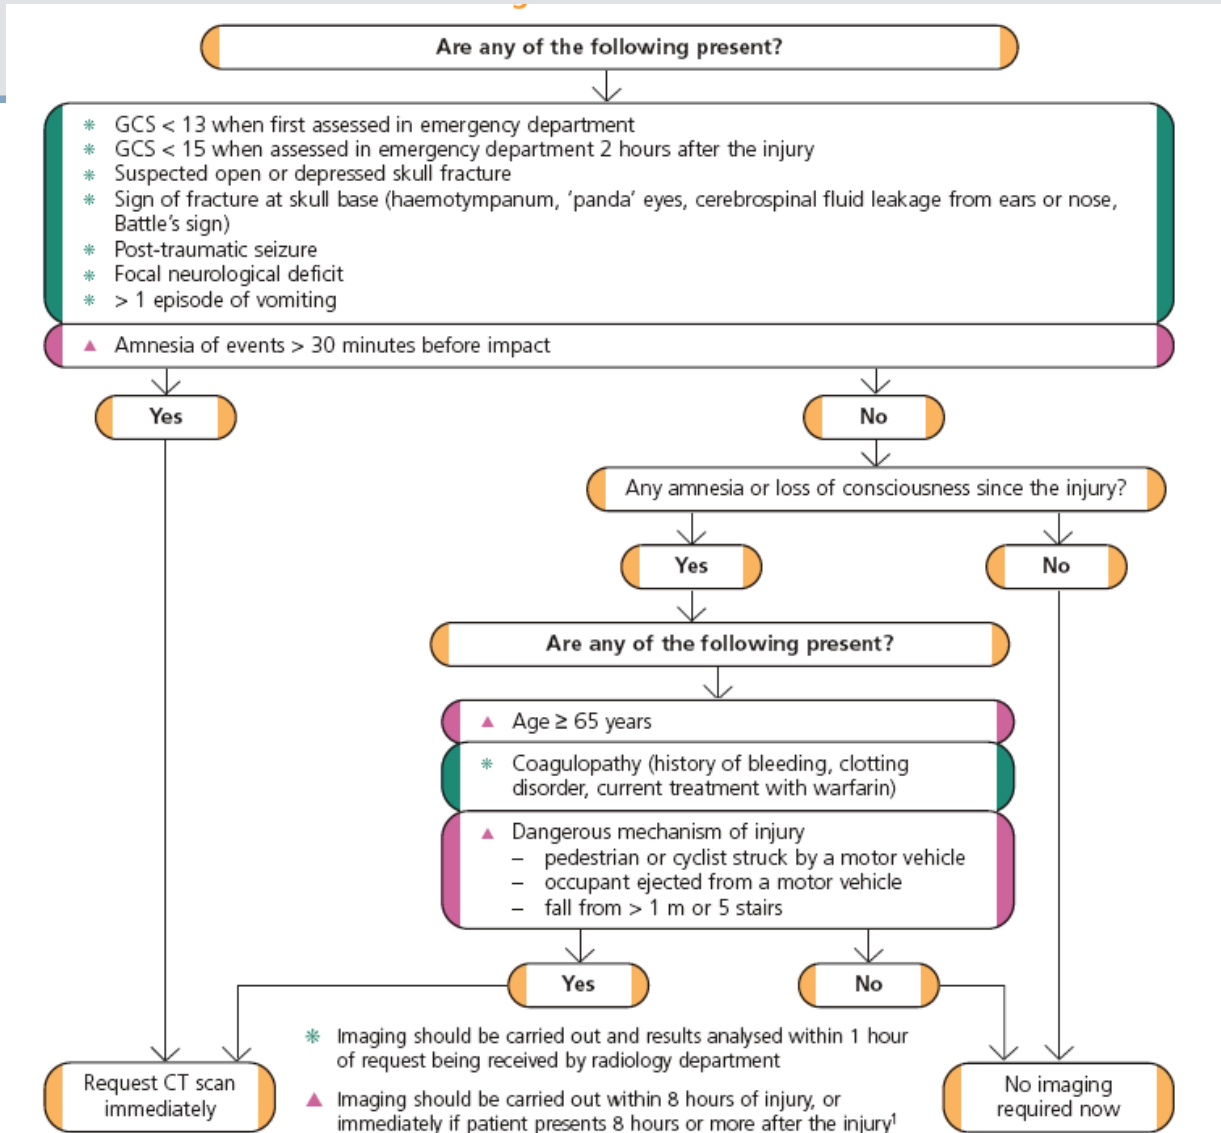 Are any of the following present?
GCS < 13 when first assessed in emergency department
GCS < 15 when assessed in emergency department 2 hours after the injury
Suspected open or depressed skull fracture
Sign of fracture at skull base (haemotympanum, ‘panda’ eyes, cerebrospinal fluid leakage from ears or nose,
Battle’s sign)
Post-traumatic seizure
Focal neurological deficit
> 1 episode of vomiting
▲ Amnesia of events > 30 minutes before impact
Yes
No
Any amnesia or loss of consciousness since the injury?
Yes
No
Are any of the following present?
▲ Age ≥ 65 years
Coagulopathy (history of bleeding, clotting
disorder, current treatment with warfarin)
▲ Dangerous mechanism of injury
– pedestrian or cyclist struck by a motor vehicle
– occupant ejected from a motor vehicle
– fall from > 1 m or 5 stairs
Yes
No
Imaging should be carried out and results analysed within 1 hour
of request being received by radiology department
▲ Imaging should be carried out within 8 hours of injury, or
immediately if patient presents 8 hours or more after the injury¹
Request CT scan
immediately
No imaging
required now